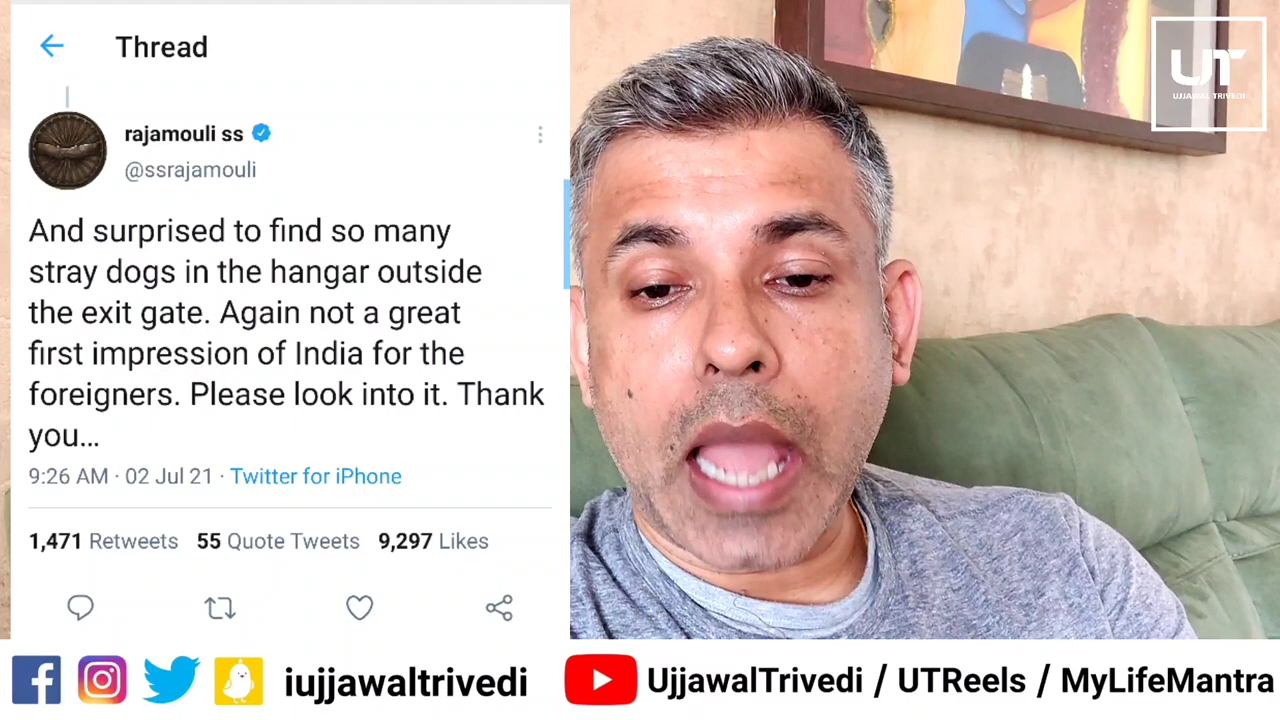 Thread
rajamouli ss
@ssrajamouli
And surprised to find so many
stray dogs in the hangar outside
the exit gate. Again not a great
first impression of India for the
foreigners. Please look into it. Thank
you...
9:26 AM · 02 Jul 21 · Twitter for iPhone
1,471 Retweets 55 Quote Tweets 9,297 Likes
UT
UJJAWAL TRIVEDI
iujjawaltrivedi
UjjawalTrivedi / UTReels / MyLifeMantra